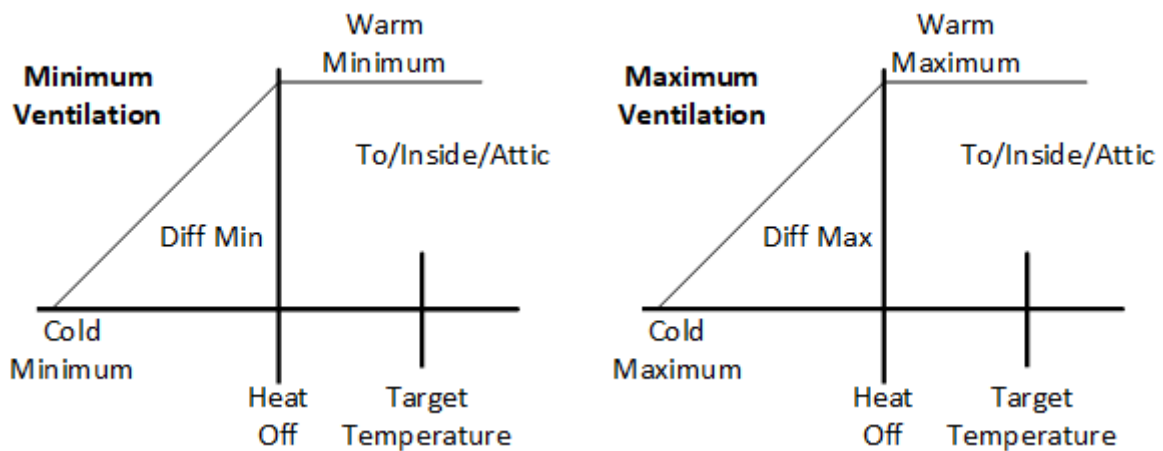 Minimum
Ventilation
Warm
Minimum
To/Inside/Attic
Diff Min
Cold
Minimum
Heat
Off
Target
Temperature
Maximum
Ventilation
Warm
Maximum
To/Inside/Attic
Diff Max
Cold
Maximum
Heat
Off
Target
Temperature